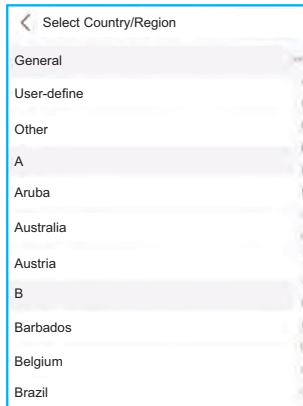 Select Country/Region
General
User-define
Other
A
Aruba
Australia
Austria
B
Barbados
Belgium
Brazil